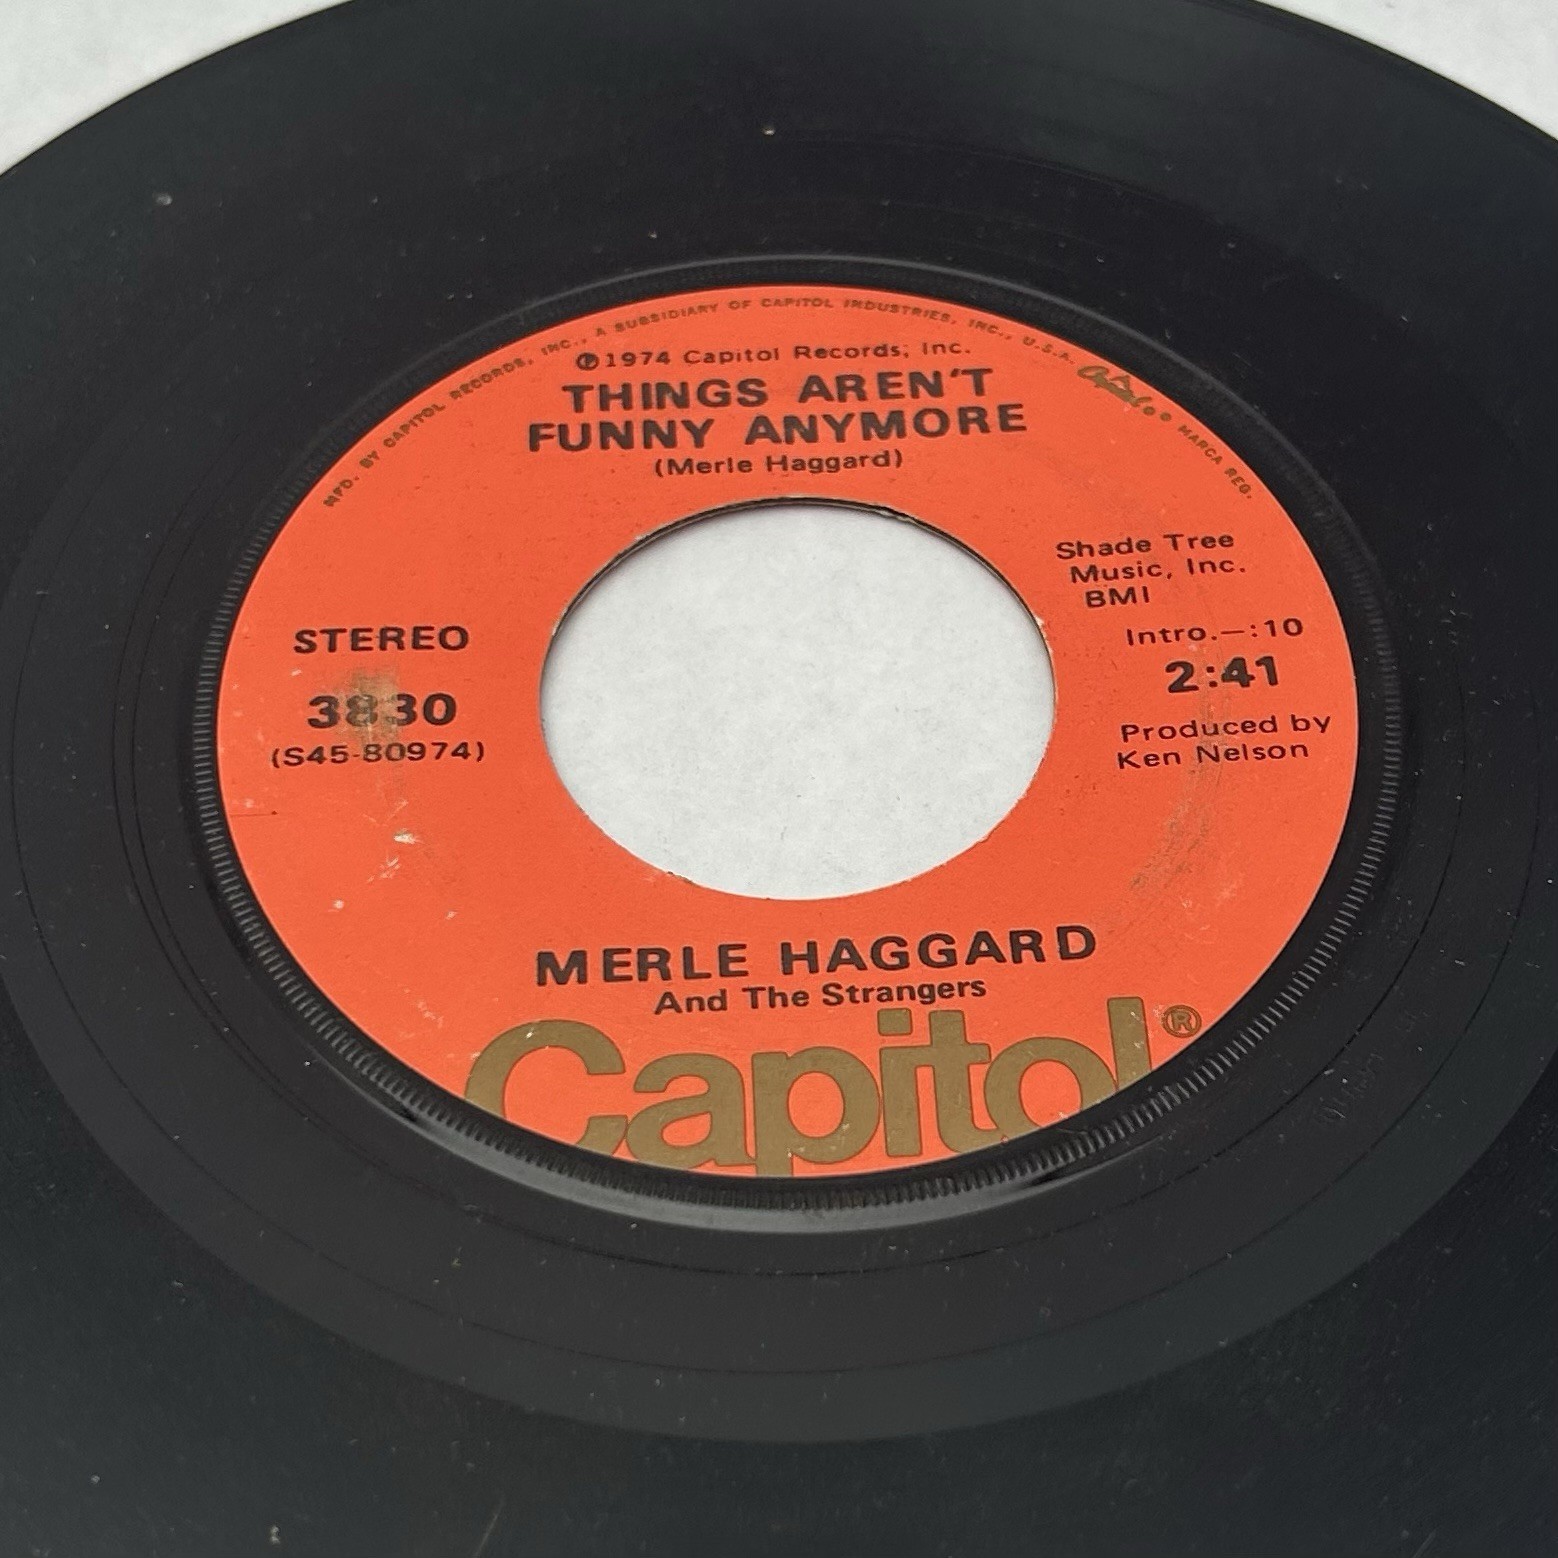 MFD. BY CAPITOL RECORDS, INC., A SUBSIDIARY OF CAPITOL INDUSTRIES, INC., U.S.A. Capitol ® MARCA REG.
℗1974 Capitol Records, Inc.
THINGS AREN'T
FUNNY ANYMORE
(Merle Haggard)
Shade Tree
Music, Inc.
BMI
Intro.—:10
2:41
Produced by
Ken Nelson
STEREO
3830
(S45-80974)
MERLE HAGGARD
And The Strangers
Capitol®